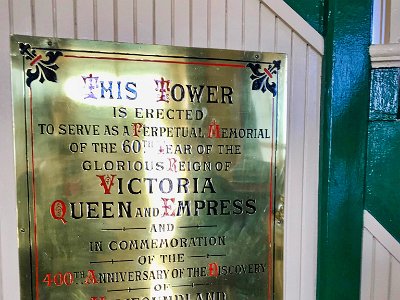 THIS TOWER
IS ERECTED
TO SERVE AS A PERPETUAL MEMORIAL
OF THE 60TH YEAR OF THE
GLORIOUS REIGN OF
VICTORIA
QUEEN AND EMPRESS
AND
IN COMMEMORATION
OF THE
400TH ANNIVERSARY OF THE DISCOVERY
OF
NEWFOUNDLAND